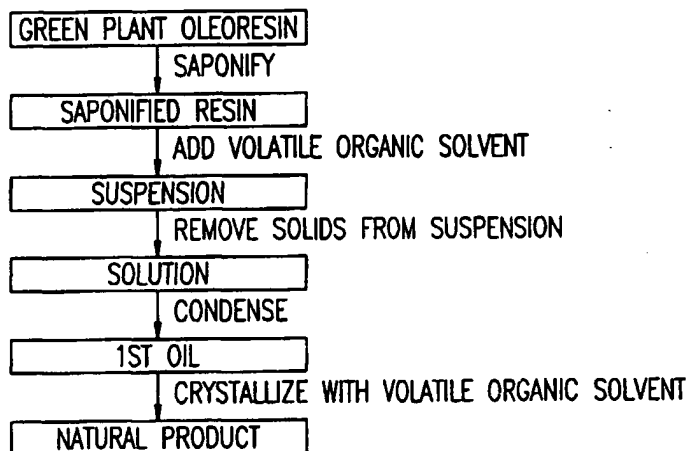 GREEN PLANT OLEORESIN
SAPONIFY
SAPONIFIED RESIN
ADD VOLATILE ORGANIC SOLVENT
SUSPENSION
REMOVE SOLIDS FROM SUSPENSION
SOLUTION
CONDENSE
1ST OIL
CRYSTALLIZE WITH VOLATILE ORGANIC SOLVENT
NATURAL PRODUCT